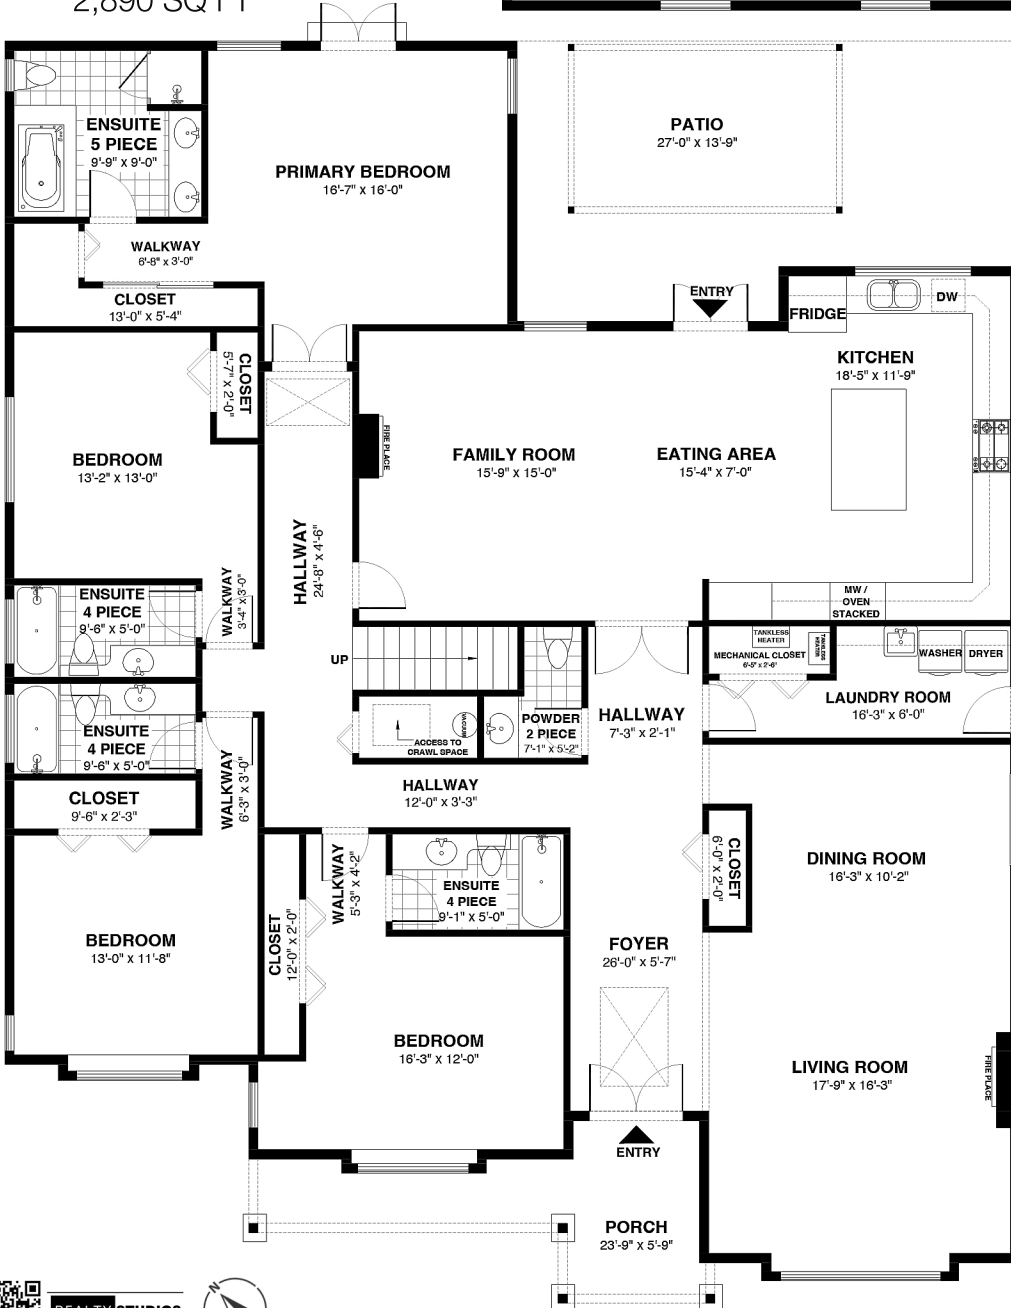 2,890 SQ FT
PATIO
27'-0" x 13'-9"
ENSUITE
5 PIECE
9'-9" x 9'-0"
PRIMARY BEDROOM
16'-7" x 16'-0"
WALKWAY
6'-8" x 3'-0"
CLOSET
13'-0" x 5'-4"
ENTRY
FRIDGE
DW
KITCHEN
18'-5" x 11'-9"
CLOSET
5'-7" x 2'-0"
BEDROOM
13'-2" x 13'-0"
FIRE PLACE
FAMILY ROOM
15'-9" x 15'-0"
EATING AREA
15'-4" x 7'-0"
HALLWAY
24'-8" x 4'-6"
ENSUITE
4 PIECE
9'-6" x 5'-0"
WALKWAY
3'-4" x 3'-0"
MW /
OVEN
STACKED
UP
TANKLESS
HEATER
TANKLESS
HEATER
MECHANICAL CLOSET
6'-5" x 2'-6"
WASHER
DRYER
LAUNDRY ROOM
16'-3" x 6'-0"
HALLWAY
7'-3" x 2'-1"
POWDER
2 PIECE
7'-1" x 5'-2"
VACUUM
ACCESS TO
CRAWL SPACE
ENSUITE
4 PIECE
9'-6" x 5'-0"
WALKWAY
6'-3" x 3'-0"
CLOSET
9'-6" x 2'-3"
HALLWAY
12'-0" x 3'-3"
WALKWAY
5'-3" x 4'-2"
ENSUITE
4 PIECE
9'-1" x 5'-0"
CLOSET
6'-0" x 2'-0"
DINING ROOM
16'-3" x 10'-2"
BEDROOM
13'-0" x 11'-8"
CLOSET
12'-0" x 2'-0"
FOYER
26'-0" x 5'-7"
BEDROOM
16'-3" x 12'-0"
LIVING ROOM
17'-9" x 16'-3"
FIRE PLACE
ENTRY
PORCH
23'-9" x 5'-9"
N
REALTY STUDIOS